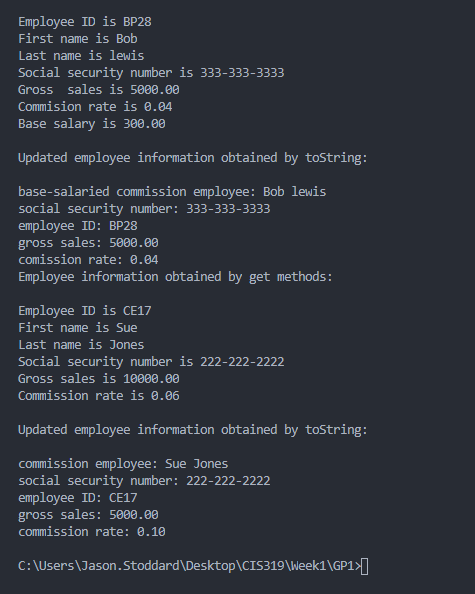 Employee ID is BP28
First name is Bob
Last name is lewis
Social security number is 333-333-3333
Gross  sales is 5000.00
Commision rate is 0.04
Base salary is 300.00
Updated employee information obtained by toString:
base-salaried commission employee: Bob lewis
social security number: 333-333-3333
employee ID: BP28
gross sales: 5000.00
comission rate: 0.04
Employee information obtained by get methods:
Employee ID is CE17
First name is Sue
Last name is Jones
Social security number is 222-222-2222
Gross sales is 10000.00
Commission rate is 0.06
Updated employee information obtained by toString:
commission employee: Sue Jones
social security number: 222-222-2222
employee ID: CE17
gross sales: 5000.00
commission rate: 0.10
C:\Users\Jason.Stoddard\Desktop\CIS319\Week1\GP1>